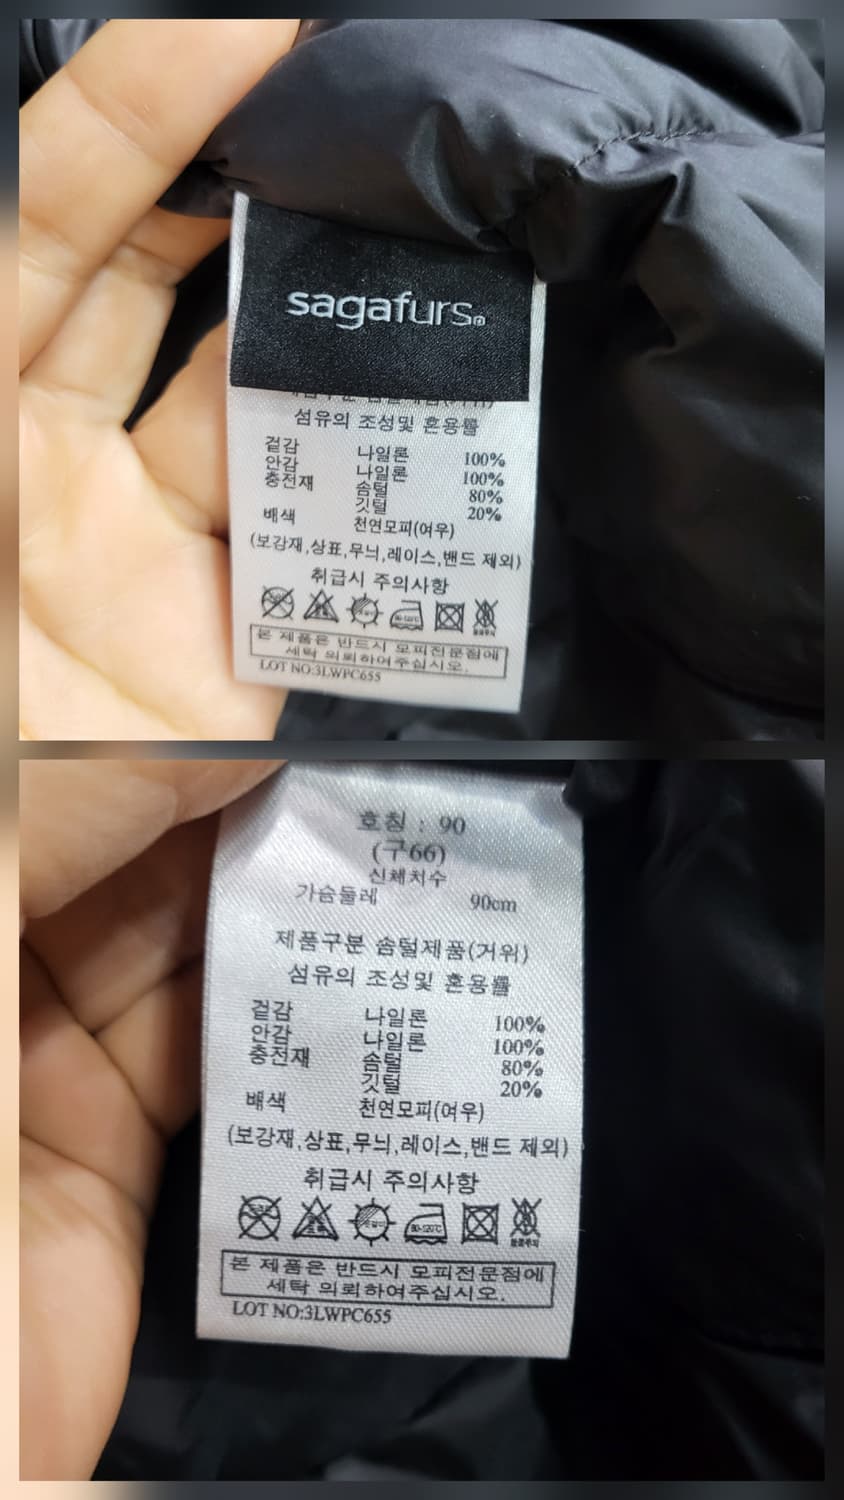 sagafurs
섬유의 조성및 혼용률
겉감 나일론 100%
안감 나일론 100%
충전재 솜털 80%
깃털 20%
배색 천연모피(여우)
(보강재,상표,무늬,레이스,밴드 제외)
취급시 주의사항
80-120℃
본 제품은 반드시 모피전문점에
세탁 의뢰하여주십시오.
LOT NO:3LWPC655
호칭 : 90
(구66)
신체치수
가슴둘레 90cm
제품구분 솜털제품(거위)
섬유의 조성및 혼용률
겉감 나일론 100%
안감 나일론 100%
충전재 솜털 80%
깃털 20%
배색 천연모피(여우)
(보강재,상표,무늬,레이스,밴드 제외)
취급시 주의사항
80-120℃
본 제품은 반드시 모피전문점에
세탁 의뢰하여주십시오.
LOT NO:3LWPC655